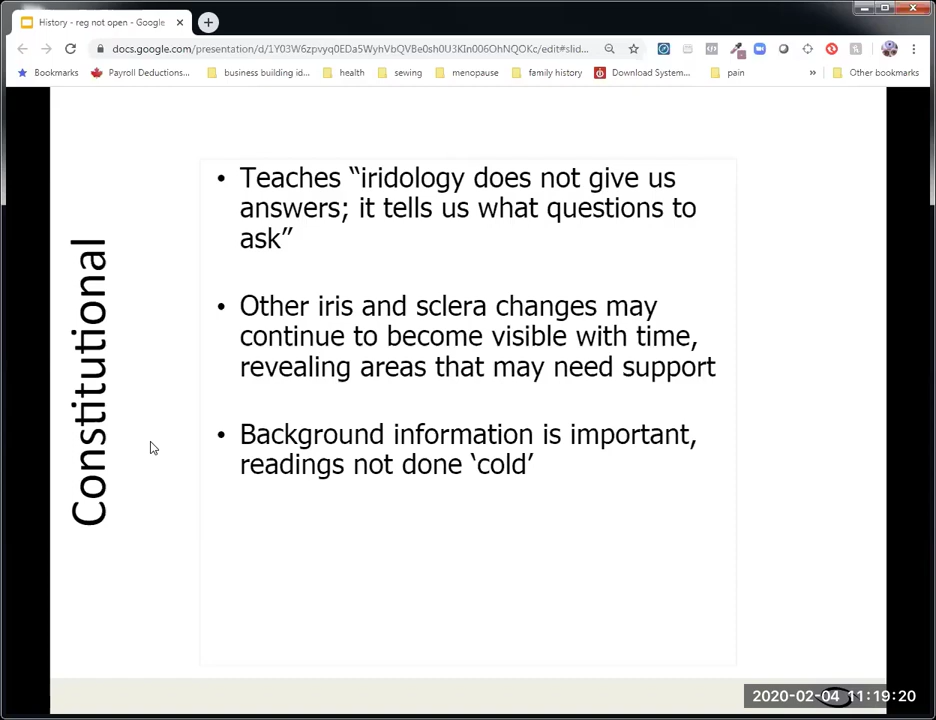 History - reg not open - Google
docs.google.com/presentation/d/1Y03W6zpvyq0EDa5WyhVbQVBe0sh0U3KIn006OhNQOKc/edit#slid...
Bookmarks
Payroll Deductions...
business building id...
health
sewing
menopause
family history
Download System...
pain
»
Other bookmarks
Constitutional
• Teaches “iridology does not give us
answers; it tells us what questions to
ask”
• Other iris and sclera changes may
continue to become visible with time,
revealing areas that may need support
• Background information is important,
readings not done ‘cold’
2020-02-04 11:19:20